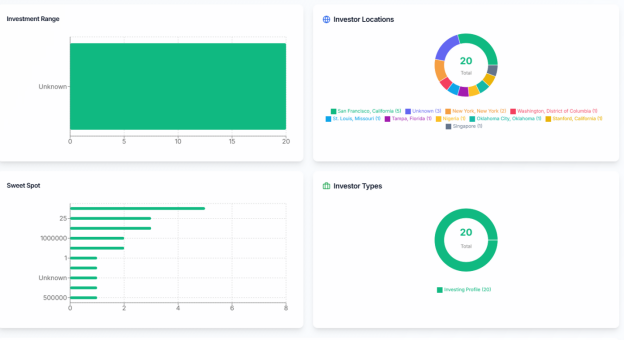 Investment Range
Unknown
0 5 10 15 20
Investor Locations
20
Total
San Francisco, California (5) Unknown (3) New York, New York (2) Washington, District of Columbia (1)
St. Louis, Missouri (1) Tampa, Florida (1) (1) Oklahoma City, Oklahoma (1) Stanford, California (1)
Singapore (1)
Sweet Spot
25
1000000
1
Unknown
500000
0 2 4 6 8
Investor Types
20
Total
Investing Profile (20)